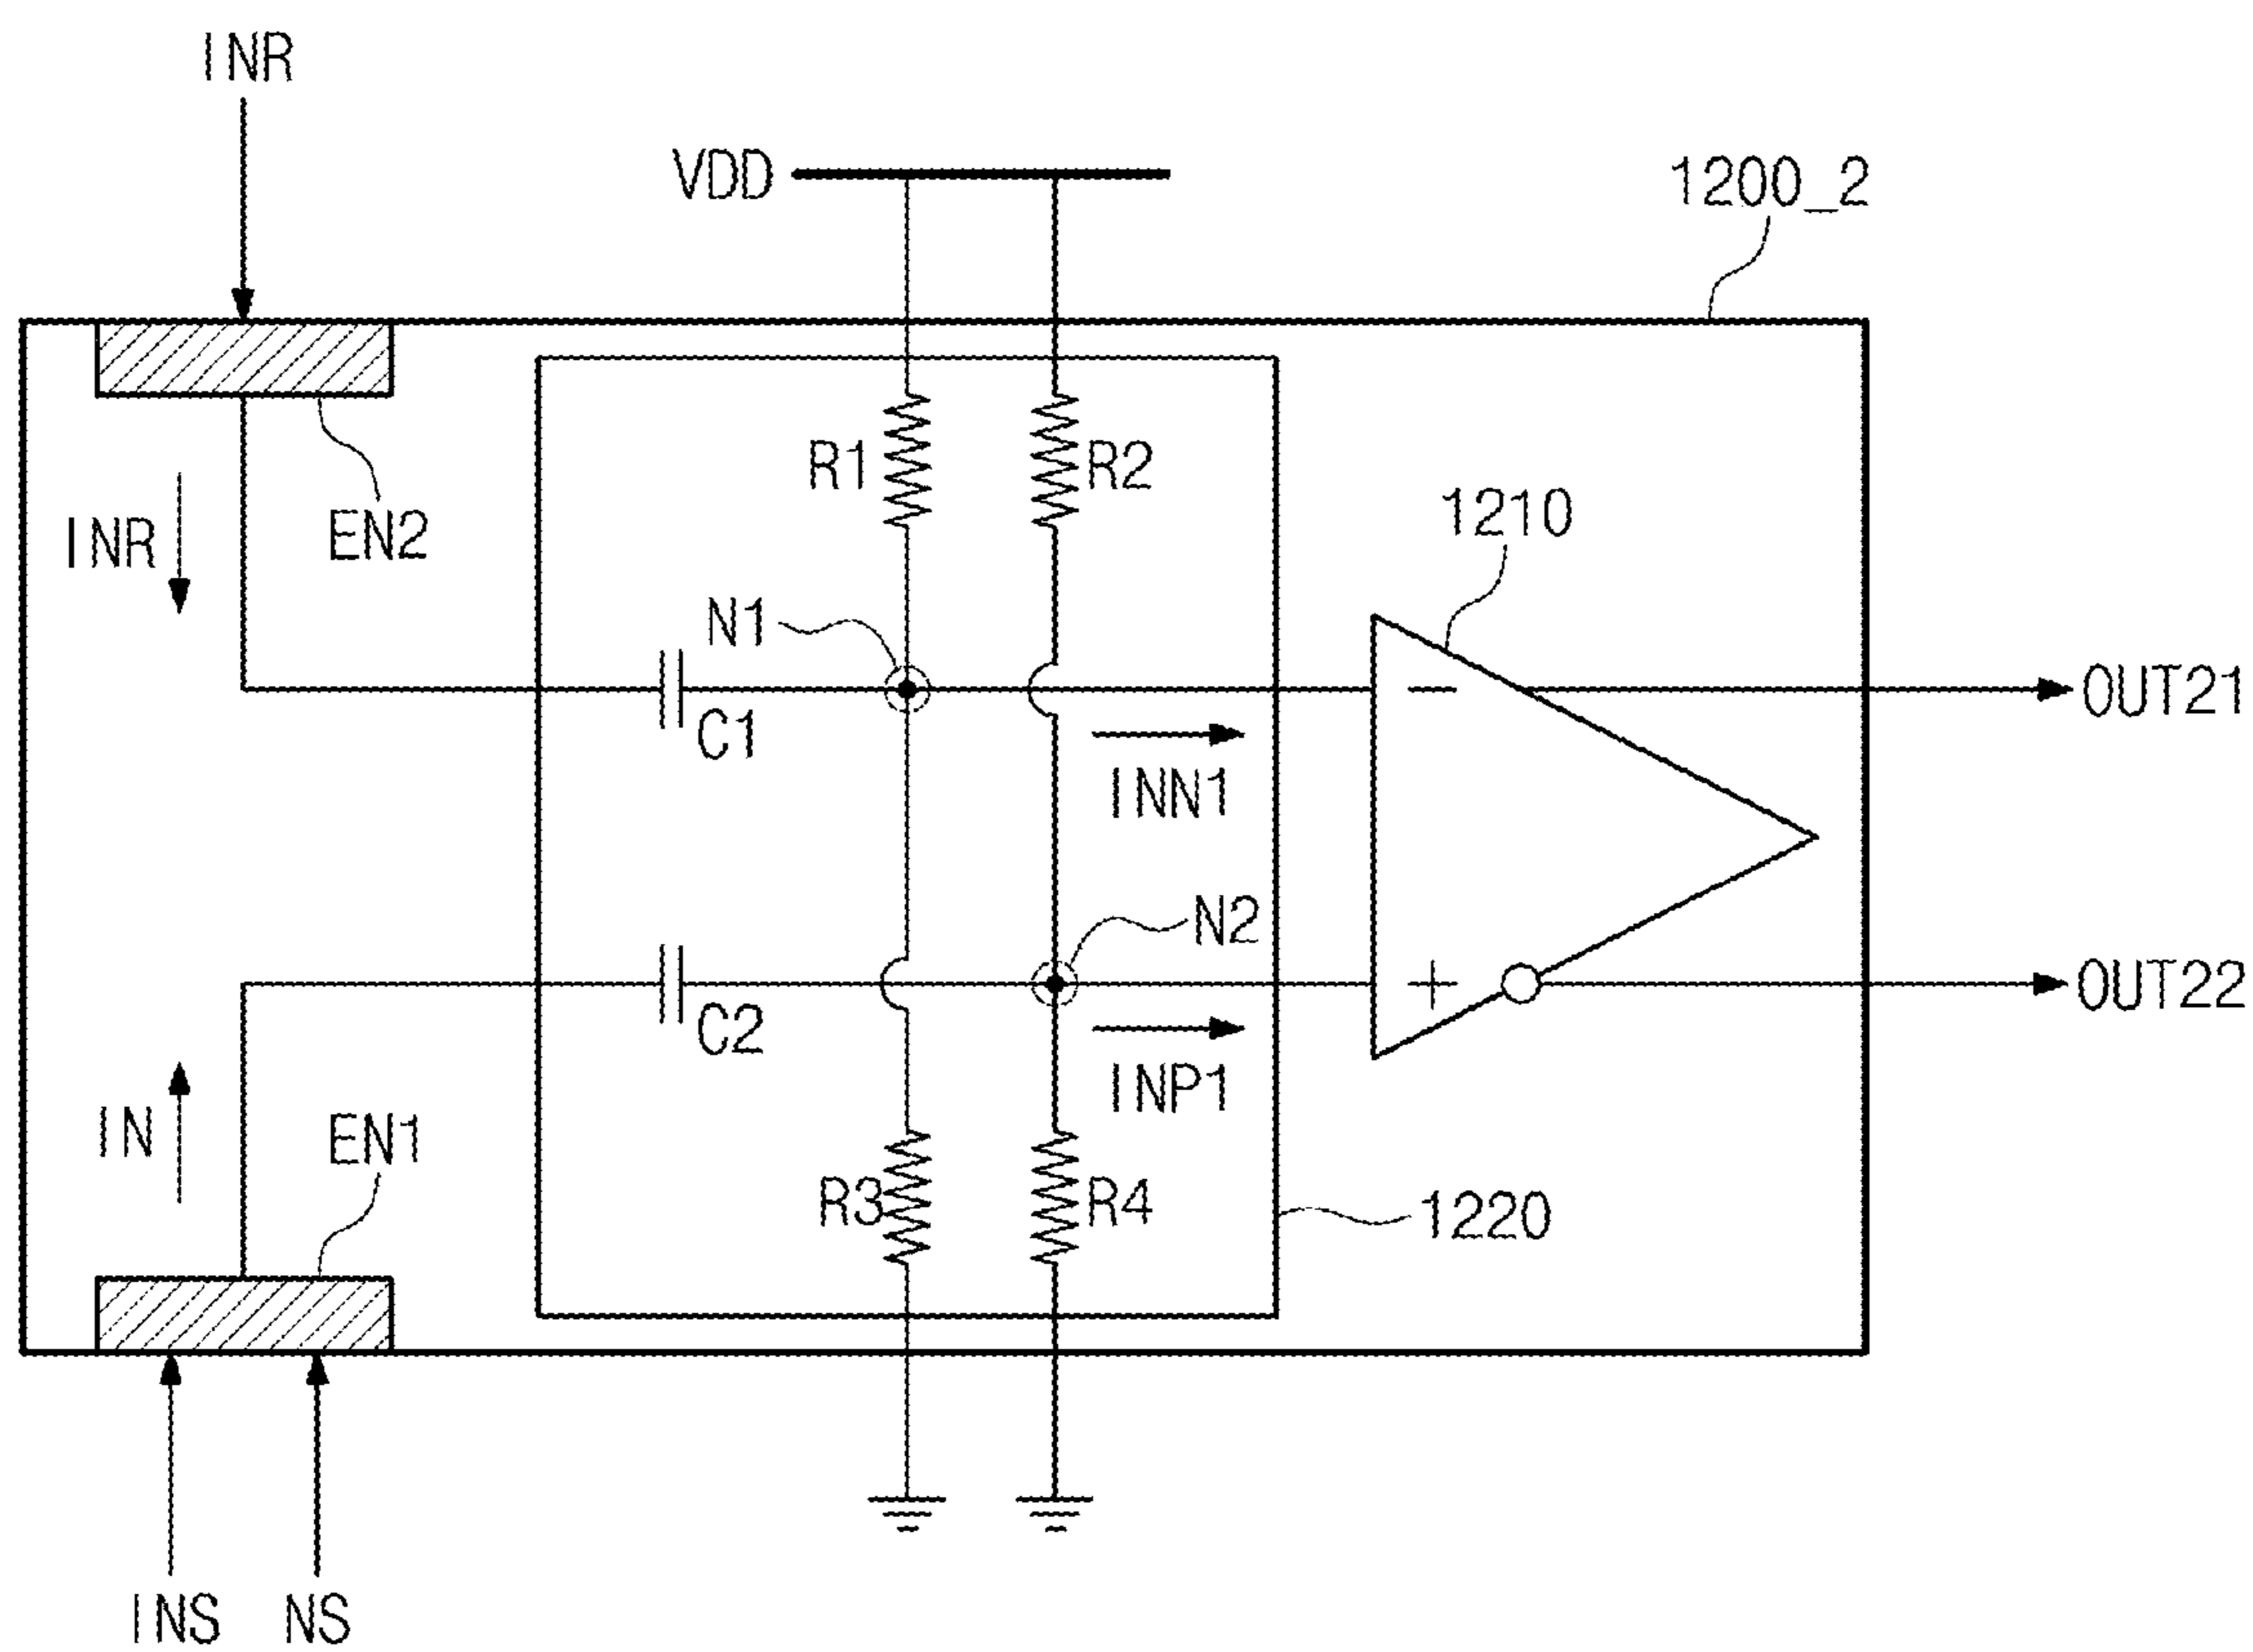 INR
VDD
1200_2
R1
R2
INR
EN2
1210
N1
C1
INN1
OUT21
N2
C2
INP1
OUT22
IN
EN1
R3
R4
1220
INS
NS
−
+